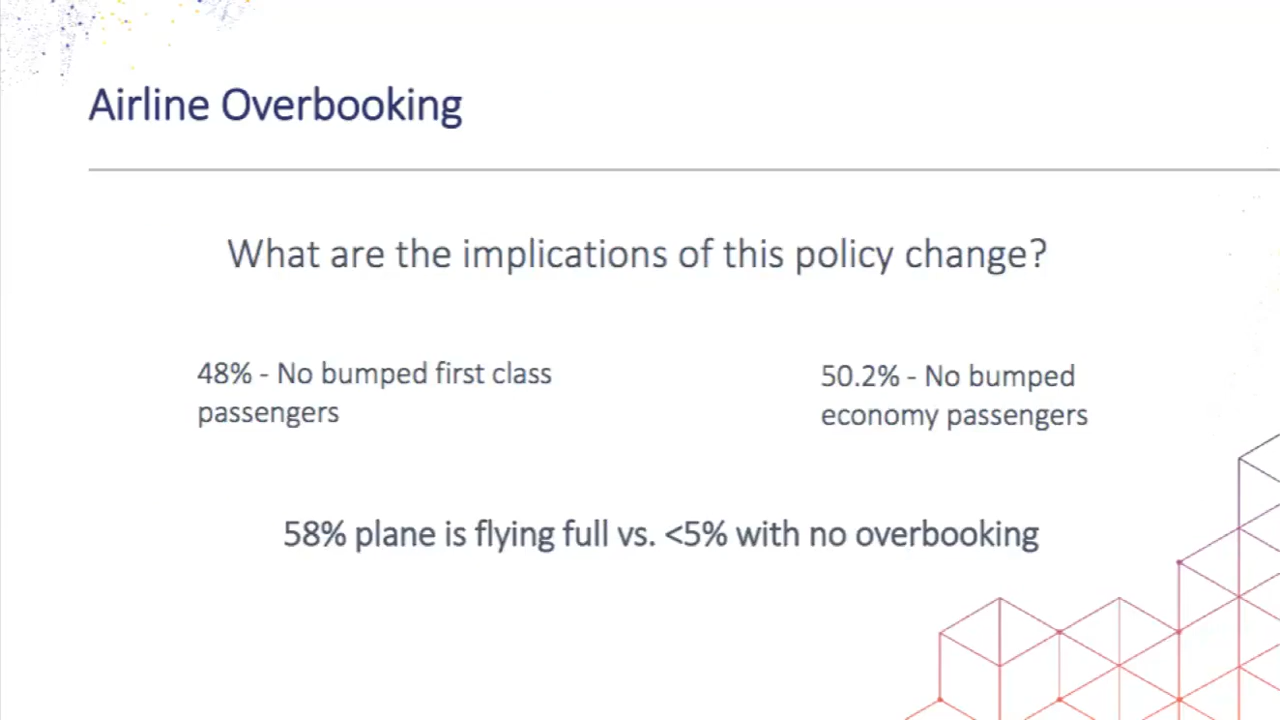 Airline Overbooking
What are the implications of this policy change?
48% - No bumped first class
passengers
50.2% - No bumped
economy passengers
58% plane is flying full vs. <5% with no overbooking